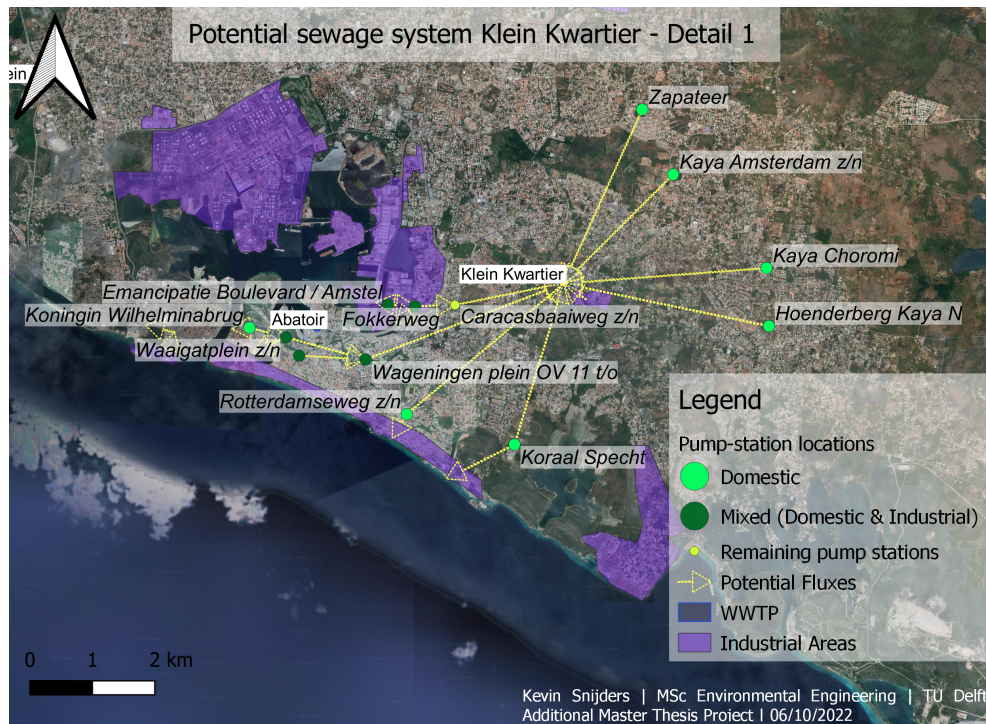 Potential sewage system Klein Kwartier - Detail 1
ein
Zapateer
Kaya Amsterdam z/n
Kaya Choromi
Klein Kwartier
Emancipatie Boulevard / Amstel
Koningin Wilhelminabrug
Abatoir
Fokkerweg
Caracasbaaiweg z/n
Hoenderberg Kaya N
Waaigatplein z/n
Wageningen plein OV 11 t/o
Rotterdamseweg z/n
Koraal Specht
Legend
Pump-station locations
Domestic
Mixed (Domestic & Industrial)
Remaining pump stations
Potential Fluxes
WWTP
Industrial Areas
0 1 2 km
Kevin Snijders | MSc Environmental Engineering | TU Delft
Additional Master Thesis Project | 06/10/2022